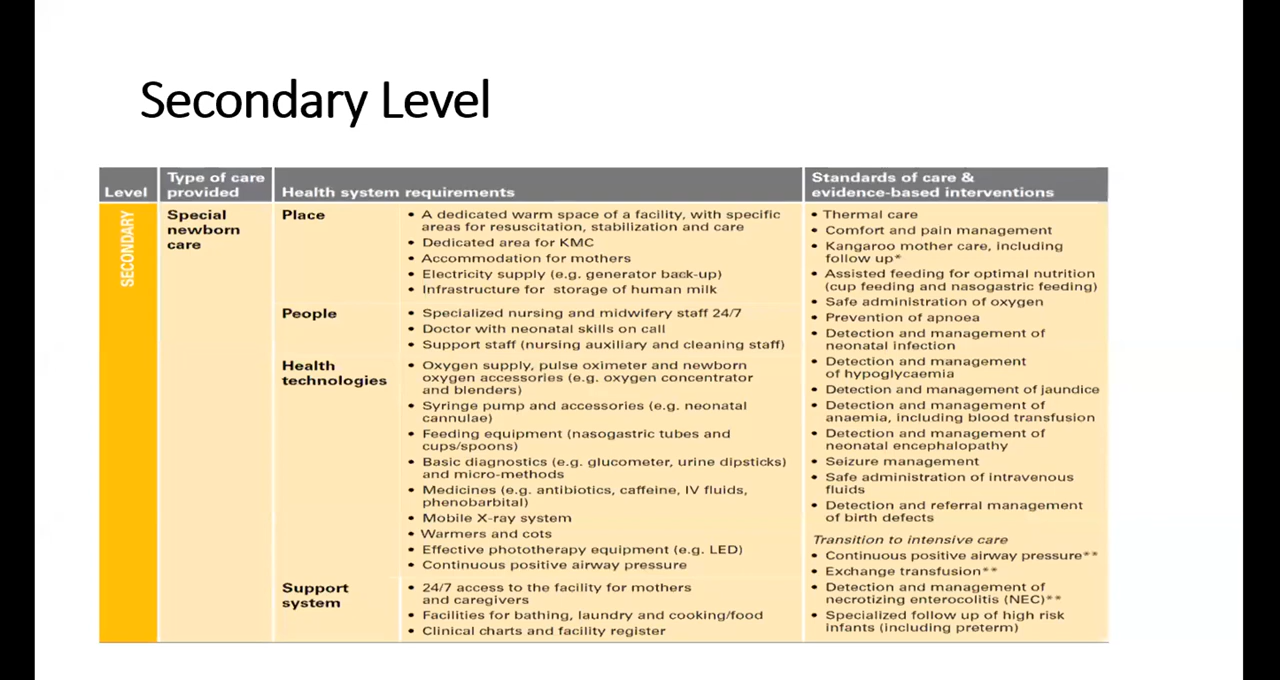 Secondary Level
Level
Type of care
provided
Health system requirements
Standards of care &
evidence-based interventions
SECONDARY
Special
newborn
care
Place
• A dedicated warm space of a facility, with specific
areas for resuscitation, stabilization and care
• Dedicated area for KMC
• Accommodation for mothers
• Electricity supply (e.g. generator back-up)
• Infrastructure for storage of human milk
People
• Specialized nursing and midwifery staff 24/7
• Doctor with neonatal skills on call
• Support staff (nursing auxiliary and cleaning staff)
Health
technologies
• Oxygen supply, pulse oximeter and newborn
oxygen accessories (e.g. oxygen concentrator
and blenders)
• Syringe pump and accessories (e.g. neonatal
cannulae)
• Feeding equipment (nasogastric tubes and
cups/spoons)
• Basic diagnostics (e.g. glucometer, urine dipsticks)
and micro-methods
• Medicines (e.g. antibiotics, caffeine, IV fluids,
phenobarbital)
• Mobile X-ray system
• Warmers and cots
• Effective phototherapy equipment (e.g. LED)
• Continuous positive airway pressure
Support
system
• 24/7 access to the facility for mothers
and caregivers
• Facilities for bathing, laundry and cooking/food
• Clinical charts and facility register
• Thermal care
• Comfort and pain management
• Kangaroo mother care, including
follow up*
• Assisted feeding for optimal nutrition
(cup feeding and nasogastric feeding)
• Safe administration of oxygen
• Prevention of apnoea
• Detection and management of
neonatal infection
• Detection and management
of hypoglycaemia
• Detection and management of jaundice
• Detection and management of
anaemia, including blood transfusion
• Detection and management of
neonatal encephalopathy
• Seizure management
• Safe administration of intravenous
fluids
• Detection and referral management
of birth defects
Transition to intensive care
• Continuous positive airway pressure**
• Exchange transfusion**
• Detection and management of
necrotizing enterocolitis (NEC)**
• Specialized follow up of high risk
infants (including preterm)